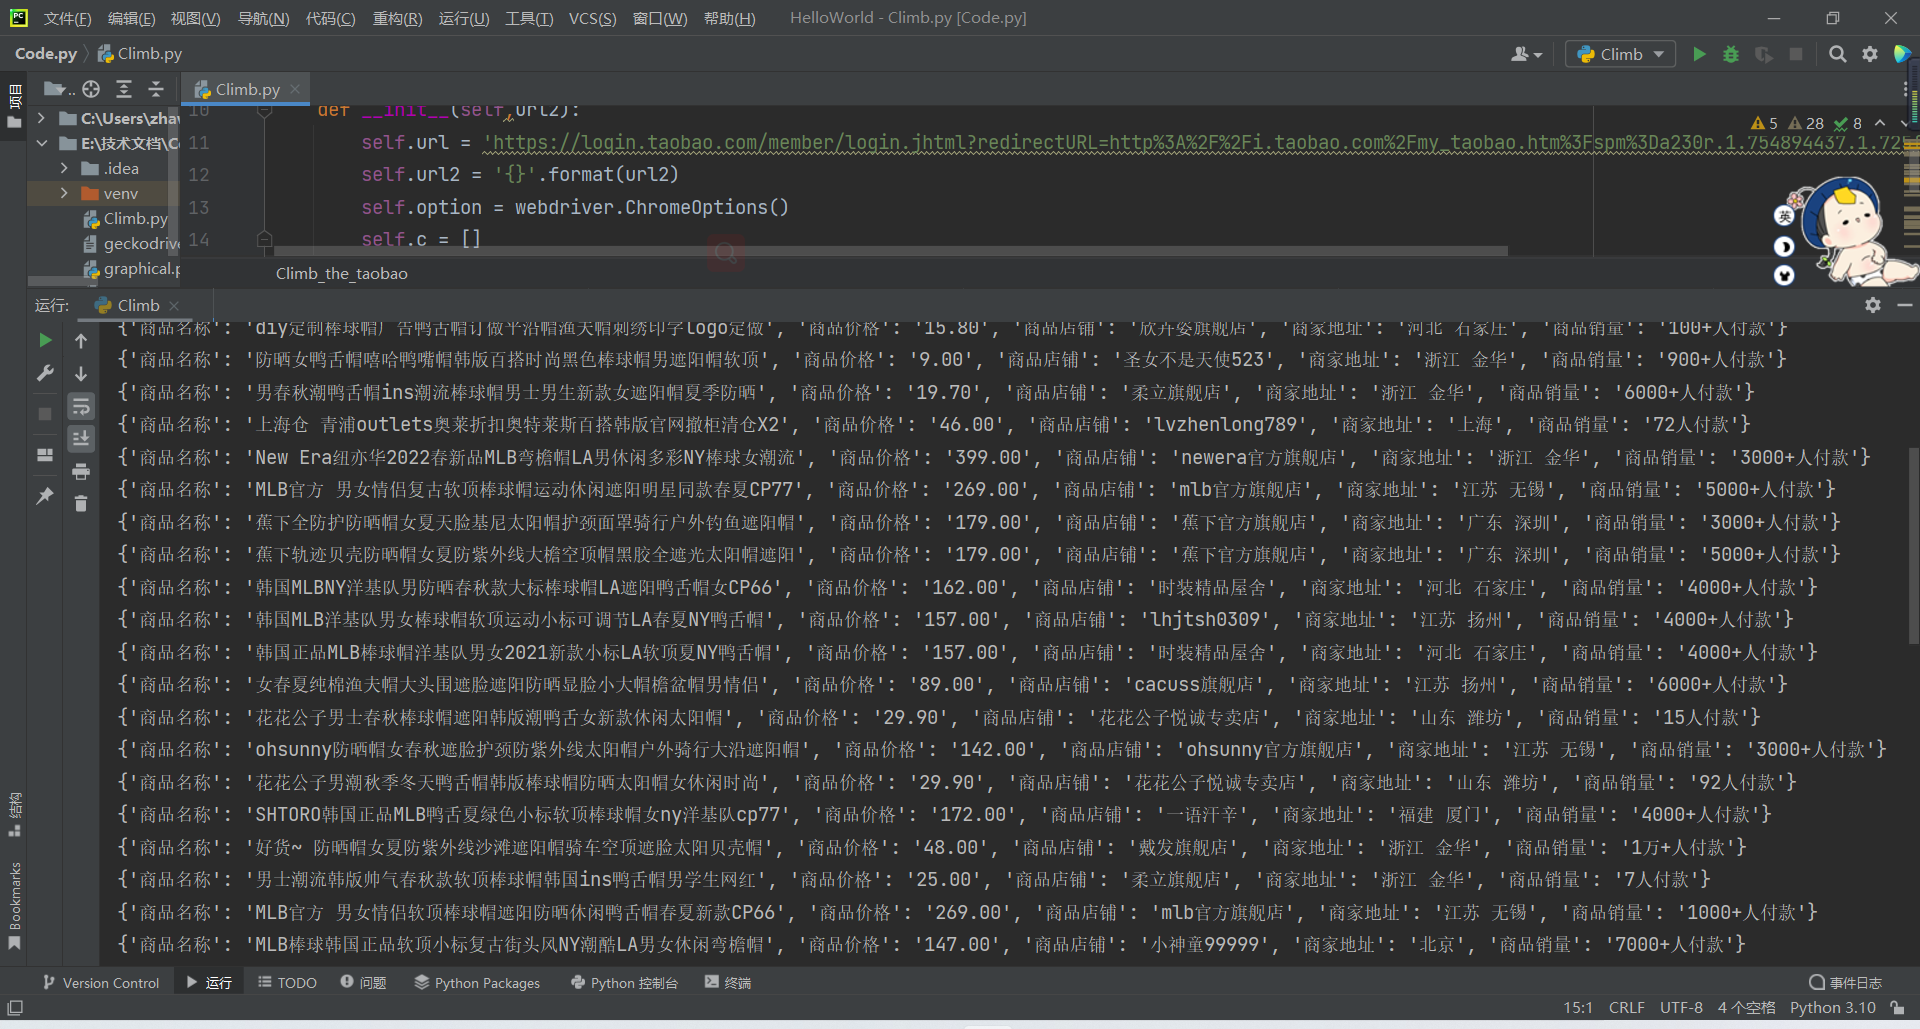 文件(F) 编辑(E) 视图(V) 导航(N) 代码(C) 重构(R) 运行(U) 工具(T) VCS(S) 窗口(W) 帮助(H) HelloWorld - Climb.py [Code.py]
Code.py Climb.py Climb
项目 Climb.py
10 def __init__(self,url2):
C:\Users\zha
11 self.url = 'https://login.taobao.com/member/login.jhtml?redirectURL=http%3A%2F%2Fi.taobao.com%2Fmy_taobao.htm%3Fspm%3Da230r.1.754894437.1.72
5 28 8
E:\技术文档\C
.idea
12 self.url2 = '{}'.format(url2)
venv
13 self.option = webdriver.ChromeOptions()
Climb.py
14 self.c = []
geckodrive
graphical.p
英
Climb_the_taobao
运行: Climb
{'商品名称': 'diy定制棒球帽广告鸭舌帽订做平沿帽渔夫帽刺绣印字logo定做', '商品价格': '15.80', '商品店铺': '欣卉姿旗舰店', '商家地址': '河北 石家庄', '商品销量': '100+人付款'}
{'商品名称': '防晒女鸭舌帽嘻哈鸭嘴帽韩版百搭时尚黑色棒球帽男遮阳帽软顶', '商品价格': '9.00', '商品店铺': '圣女不是天使523', '商家地址': '浙江 金华', '商品销量': '900+人付款'}
{'商品名称': '男春秋潮鸭舌帽ins潮流棒球帽男士男生新款女遮阳帽夏季防晒', '商品价格': '19.70', '商品店铺': '柔立旗舰店', '商家地址': '浙江 金华', '商品销量': '6000+人付款'}
{'商品名称': '上海仓 青浦outlets奥莱折扣奥特莱斯百搭韩版官网撤柜清仓X2', '商品价格': '46.00', '商品店铺': 'lvzhenlong789', '商家地址': '上海', '商品销量': '72人付款'}
{'商品名称': 'New Era纽亦华2022春新品MLB弯檐帽LA男休闲多彩NY棒球女潮流', '商品价格': '399.00', '商品店铺': 'newera官方旗舰店', '商家地址': '浙江 金华', '商品销量': '3000+人付款'}
{'商品名称': 'MLB官方 男女情侣复古软顶棒球帽运动休闲遮阳明星同款春夏CP77', '商品价格': '269.00', '商品店铺': 'mlb官方旗舰店', '商家地址': '江苏 无锡', '商品销量': '5000+人付款'}
{'商品名称': '蕉下全防护防晒帽女夏天脸基尼太阳帽护颈面罩骑行户外钓鱼遮阳帽', '商品价格': '179.00', '商品店铺': '蕉下官方旗舰店', '商家地址': '广东 深圳', '商品销量': '3000+人付款'}
{'商品名称': '蕉下轨迹贝壳防晒帽女夏防紫外线大檐空顶帽黑胶全遮光太阳帽遮阳', '商品价格': '179.00', '商品店铺': '蕉下官方旗舰店', '商家地址': '广东 深圳', '商品销量': '5000+人付款'}
{'商品名称': '韩国MLBNY洋基队男防晒春秋款大标棒球帽LA遮阳鸭舌帽女CP66', '商品价格': '162.00', '商品店铺': '时装精品屋舍', '商家地址': '河北 石家庄', '商品销量': '4000+人付款'}
{'商品名称': '韩国MLB洋基队男女棒球帽软顶运动小标可调节LA春夏NY鸭舌帽', '商品价格': '157.00', '商品店铺': 'lhjtsh0309', '商家地址': '江苏 扬州', '商品销量': '4000+人付款'}
{'商品名称': '韩国正品MLB棒球帽洋基队男女2021新款小标LA软顶夏NY鸭舌帽', '商品价格': '157.00', '商品店铺': '时装精品屋舍', '商家地址': '河北 石家庄', '商品销量': '4000+人付款'}
{'商品名称': '女春夏纯棉渔夫帽大头围遮脸遮阳防晒显脸小大帽檐盆帽男情侣', '商品价格': '89.00', '商品店铺': 'cacuss旗舰店', '商家地址': '江苏 扬州', '商品销量': '6000+人付款'}
{'商品名称': '花花公子男士春秋棒球帽遮阳韩版潮鸭舌女新款休闲太阳帽', '商品价格': '29.90', '商品店铺': '花花公子悦诚专卖店', '商家地址': '山东 潍坊', '商品销量': '15人付款'}
{'商品名称': 'ohsunny防晒帽女春秋遮脸护颈防紫外线太阳帽户外骑行大沿遮阳帽', '商品价格': '142.00', '商品店铺': 'ohsunny官方旗舰店', '商家地址': '江苏 无锡', '商品销量': '3000+人付款'}
{'商品名称': '花花公子男潮秋季冬天鸭舌帽韩版棒球帽防晒太阳帽女休闲时尚', '商品价格': '29.90', '商品店铺': '花花公子悦诚专卖店', '商家地址': '山东 潍坊', '商品销量': '92人付款'}
{'商品名称': 'SHTORO韩国正品MLB鸭舌夏绿色小标软顶棒球帽女ny洋基队cp77', '商品价格': '172.00', '商品店铺': '一语汗辛', '商家地址': '福建 厦门', '商品销量': '4000+人付款'}
{'商品名称': '好货~ 防晒帽女夏防紫外线沙滩遮阳帽骑车空顶遮脸太阳贝壳帽', '商品价格': '48.00', '商品店铺': '戴发旗舰店', '商家地址': '浙江 金华', '商品销量': '1万+人付款'}
{'商品名称': '男士潮流韩版帅气春秋款软顶棒球帽韩国ins鸭舌帽男学生网红', '商品价格': '25.00', '商品店铺': '柔立旗舰店', '商家地址': '浙江 金华', '商品销量': '7人付款'}
{'商品名称': 'MLB官方 男女情侣软顶棒球帽遮阳防晒休闲鸭舌帽春夏新款CP66', '商品价格': '269.00', '商品店铺': 'mlb官方旗舰店', '商家地址': '江苏 无锡', '商品销量': '1000+人付款'}
{'商品名称': 'MLB棒球韩国正品软顶小标复古街头风NY潮酷LA男女休闲弯檐帽', '商品价格': '147.00', '商品店铺': '小神童99999', '商家地址': '北京', '商品销量': '7000+人付款'}
结构
Bookmarks
Version Control 运行 TODO 问题 Python Packages Python 控制台 终端 事件日志
15:1 CRLF UTF-8 4 个空格 Python 3.10